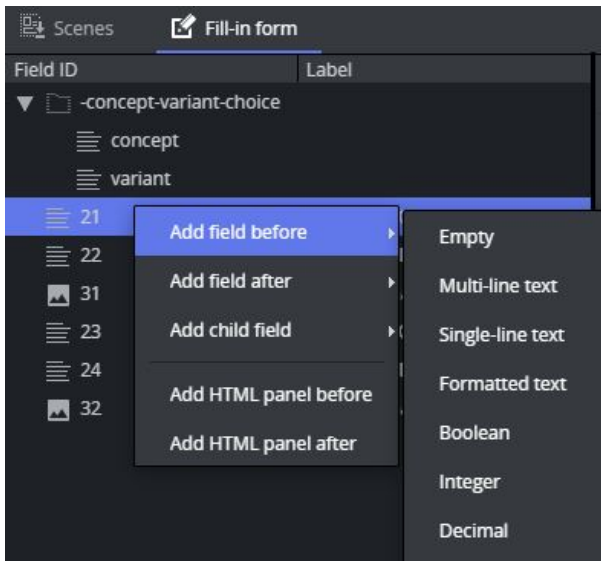 Scenes Fill-in form
Field ID Label
-concept-variant-choice
concept
variant
21
22
31
23
24
32
Add field before
Add field after
Add child field
Add HTML panel before
Add HTML panel after
Empty
Multi-line text
Single-line text
Formatted text
Boolean
Integer
Decimal